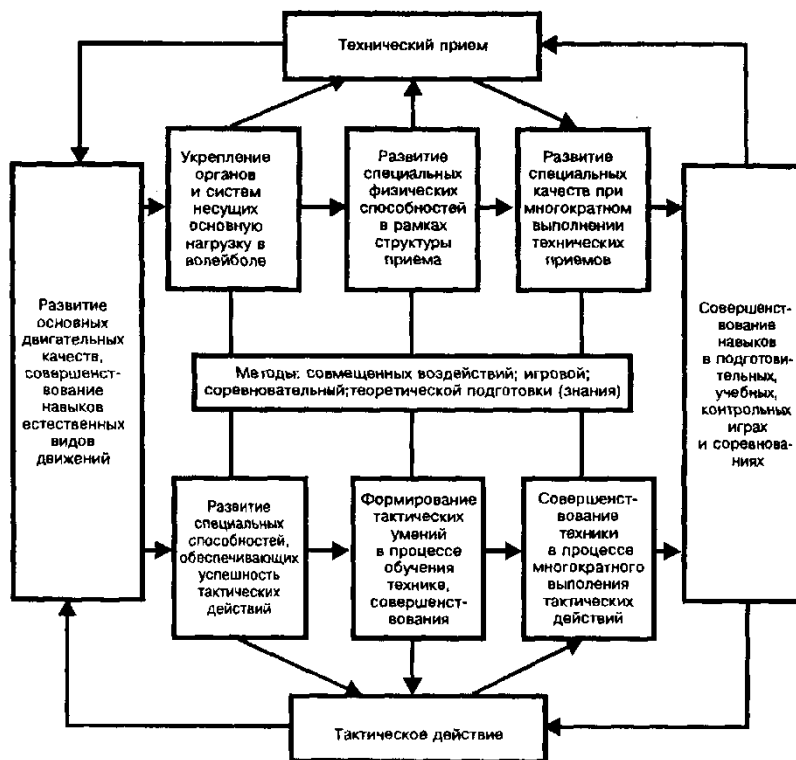 Технический прием
Укрепление
органов
и систем
несущих
основную
нагрузку в
волейболе
Развитие
специальных
физических
способностей
в рамках
структуры
приема
Развитие
специальных
качеств при
многократном
выполнении
технических
приемов
Развитие
основных
двигательных
качеств,
совершенст-
вование
навыков
естественных
видов
движений
Совершенст-
вование
навыков
в подготови-
тельных,
учебных,
контрольных
играх
и соревнова-
ниях
Методы: совмещенных воздействий; игровой;
соревновательный;теоретической подготовки (знания)
Развитие
специальных
способностей,
обеспечивающих
успешность
тактических
действий
Формирование
тактических
умений
в процессе
обучения
технике,
совершенст-
вования
Совершенст-
вование
техники
в процессе
многократного
выполения
тактических
действий
Тактическое действие